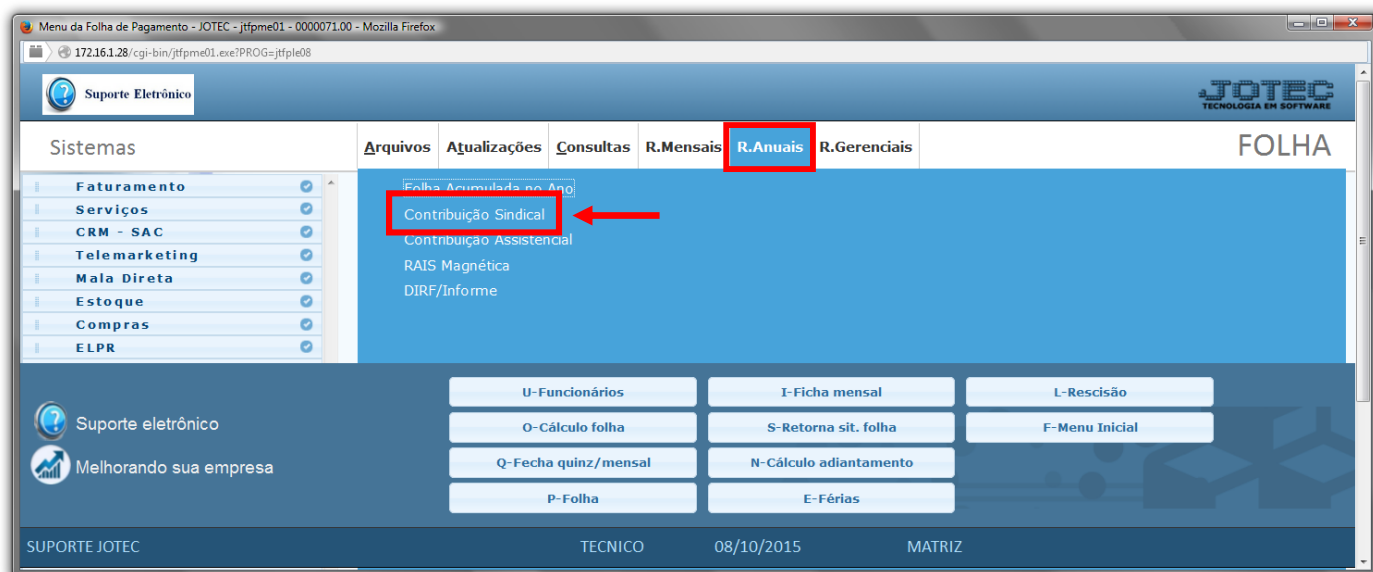 Menu da Folha de Pagamento - JOTEC - jtfpme01 - 0000071.00 - Mozilla Firefox
172.16.1.28/cgi-bin/jtfpme01.exe?PROG=jtfple08
Suporte Eletrônico
JOTEC
TECNOLOGIA EM SOFTWARE
Sistemas
Arquivos Atualizações Consultas R.Mensais R.Anuais R.Gerenciais
FOLHA
Faturamento
Serviços
CRM - SAC
Telemarketing
Mala Direta
Estoque
Compras
ELPR
Folha Acumulada no Ano
Contribuição Sindical
Contribuição Assistencial
RAIS Magnética
DIRF/Informe
Suporte eletrônico
Melhorando sua empresa
U-Funcionários I-Ficha mensal L-Rescisão
O-Cálculo folha S-Retorna sit. folha F-Menu Inicial
Q-Fecha quinz/mensal N-Cálculo adiantamento
P-Folha E-Férias
SUPORTE JOTEC TECNICO 08/10/2015 MATRIZ